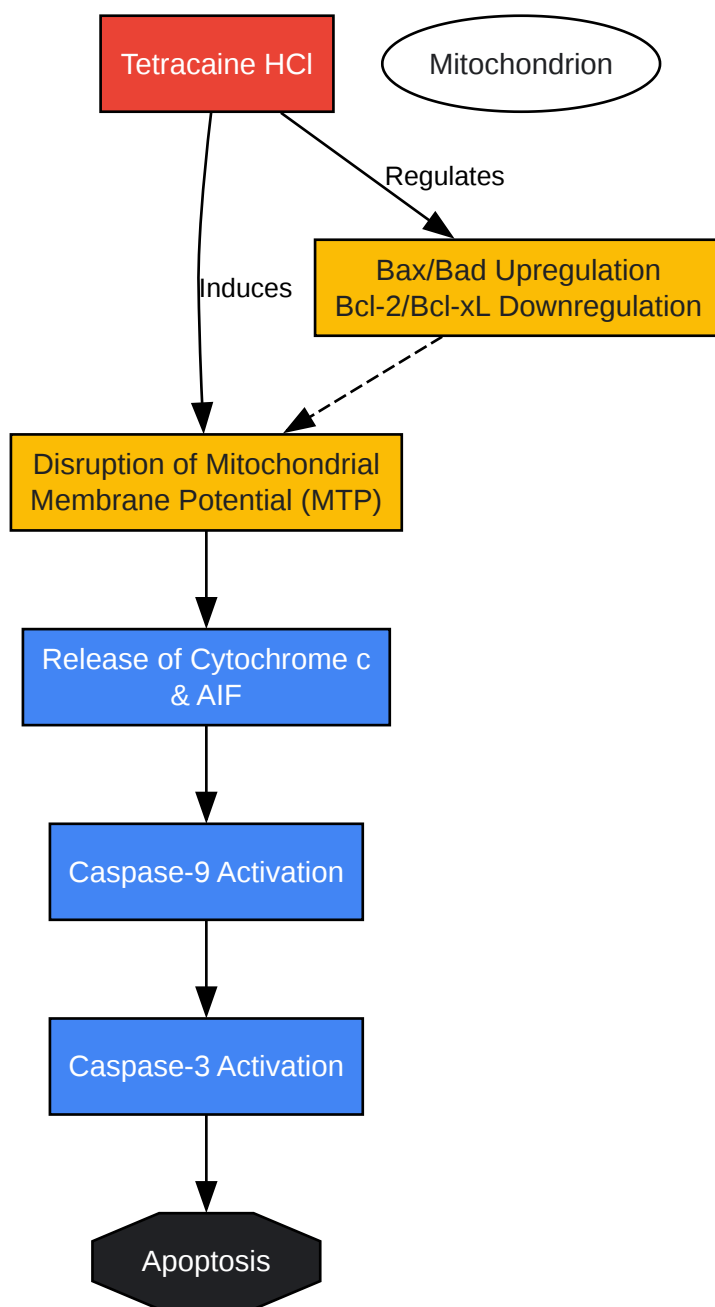 Tetracaine HCl
Mitochondrion
Regulates
Bax/Bad Upregulation
Bcl-2/Bcl-xL Downregulation
Induces
Disruption of Mitochondrial
Membrane Potential (MTP)
Release of Cytochrome c
& AIF
Caspase-9 Activation
Caspase-3 Activation
Apoptosis